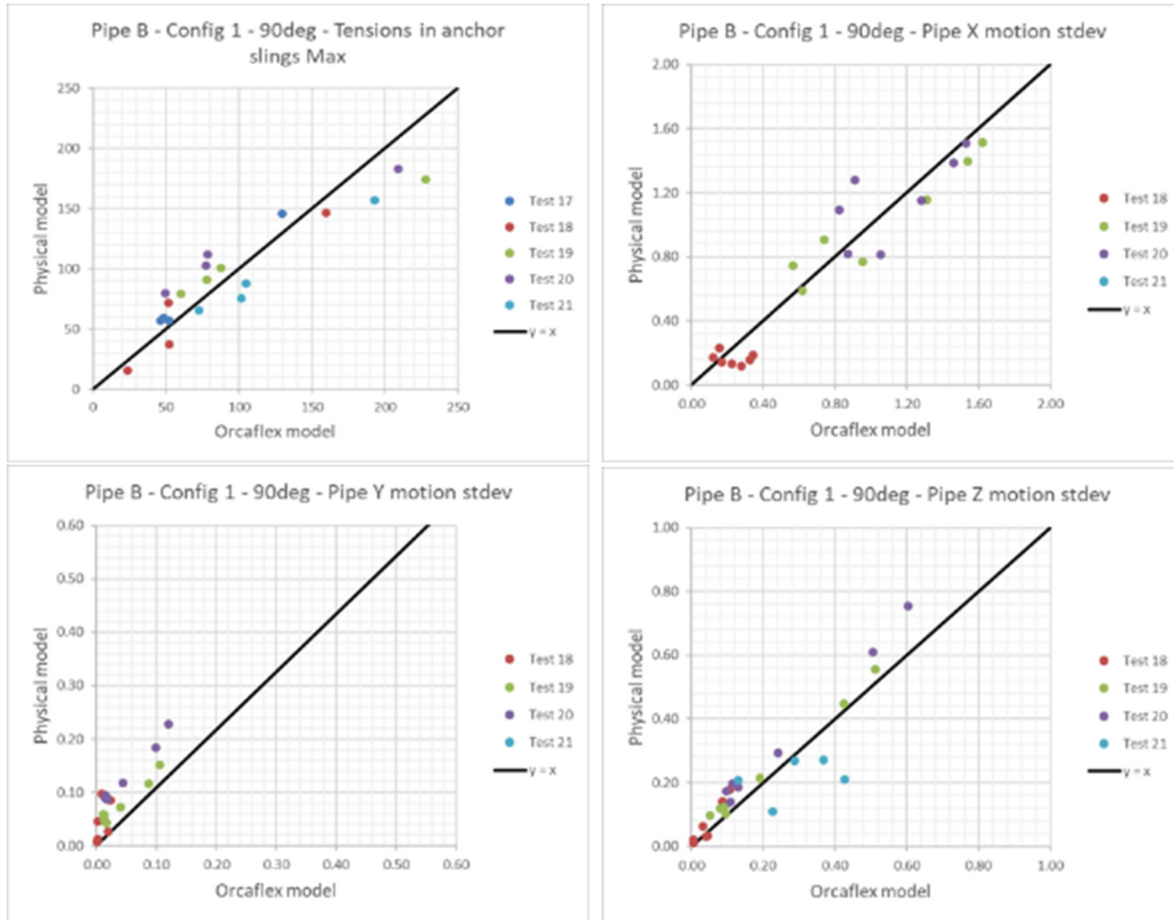 Pipe B - Config 1 - 90deg - Tensions in anchor
slings Max
250
200
150
100
50
0
0 50 100 150 200 250
Physical model
Orcaflex model
Test 17
Test 18
Test 19
Test 20
Test 21
y = x
Pipe B - Config 1 - 90deg - Pipe X motion stdev
2.00
1.60
1.20
0.80
0.40
0.00
0.00 0.40 0.80 1.20 1.60 2.00
Physical model
Orcaflex model
Test 18
Test 19
Test 20
Test 21
y = x
Pipe B - Config 1 - 90deg - Pipe Y motion stdev
0.60
0.50
0.40
0.30
0.20
0.10
0.00
0.00 0.10 0.20 0.30 0.40 0.50 0.60
Physical model
Orcaflex model
Test 18
Test 19
Test 20
Test 21
y = x
Pipe B - Config 1 - 90deg - Pipe Z motion stdev
1.00
0.80
0.60
0.40
0.20
0.00
0.00 0.20 0.40 0.60 0.80 1.00
Physical model
Orcaflex model
Test 18
Test 19
Test 20
Test 21
y = x